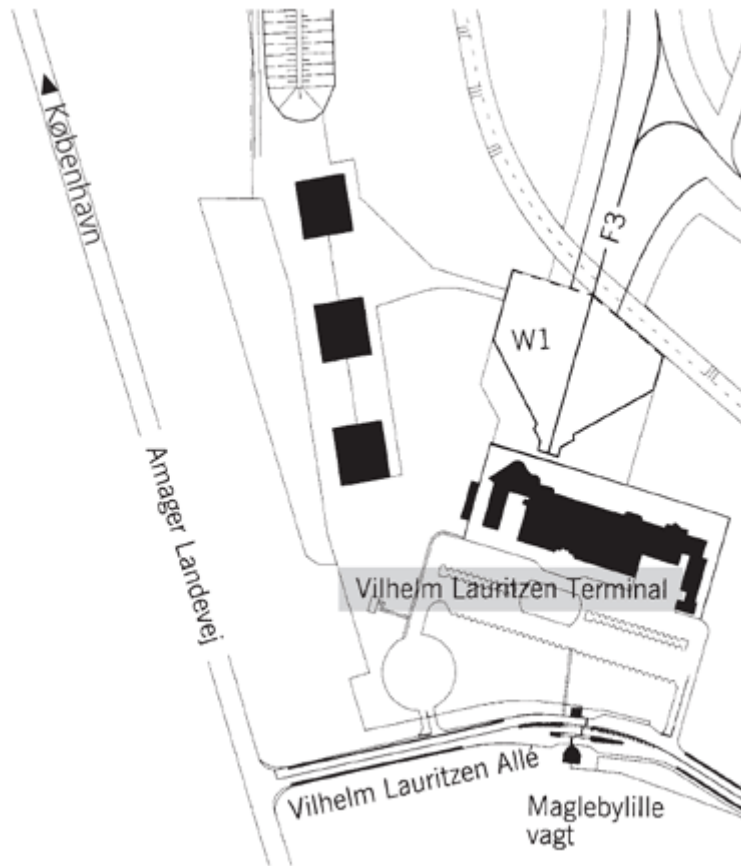 København
F3
W1
Amager Landevej
Vilhelm Lauritzen Terminal
Vilhelm Lauritzen Allé
Maglebylille
vagt